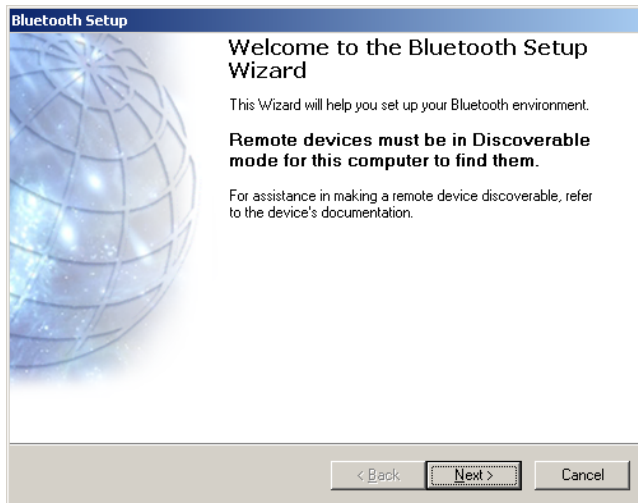 Bluetooth Setup
Welcome to the Bluetooth Setup
Wizard
This Wizard will help you set up your Bluetooth environment.
Remote devices must be in Discoverable
mode for this computer to find them.
For assistance in making a remote device discoverable, refer
to the device's documentation.
< Back
Next >
Cancel